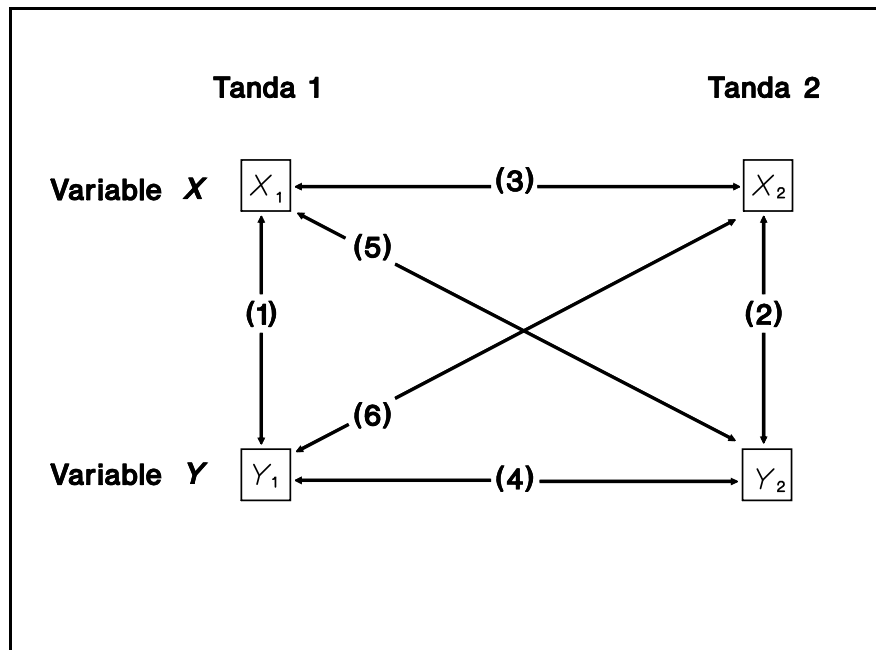 Tanda 1 Tanda 2
Variable X X1 (3) X2
(5)
(1) (2)
(6)
Variable Y Y1 (4) Y2